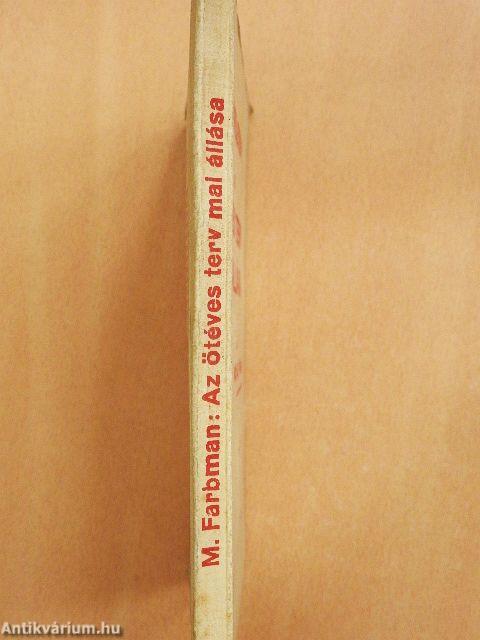 M. Farbman: Az Ötéves terv mai állása
Antikvárium.hu